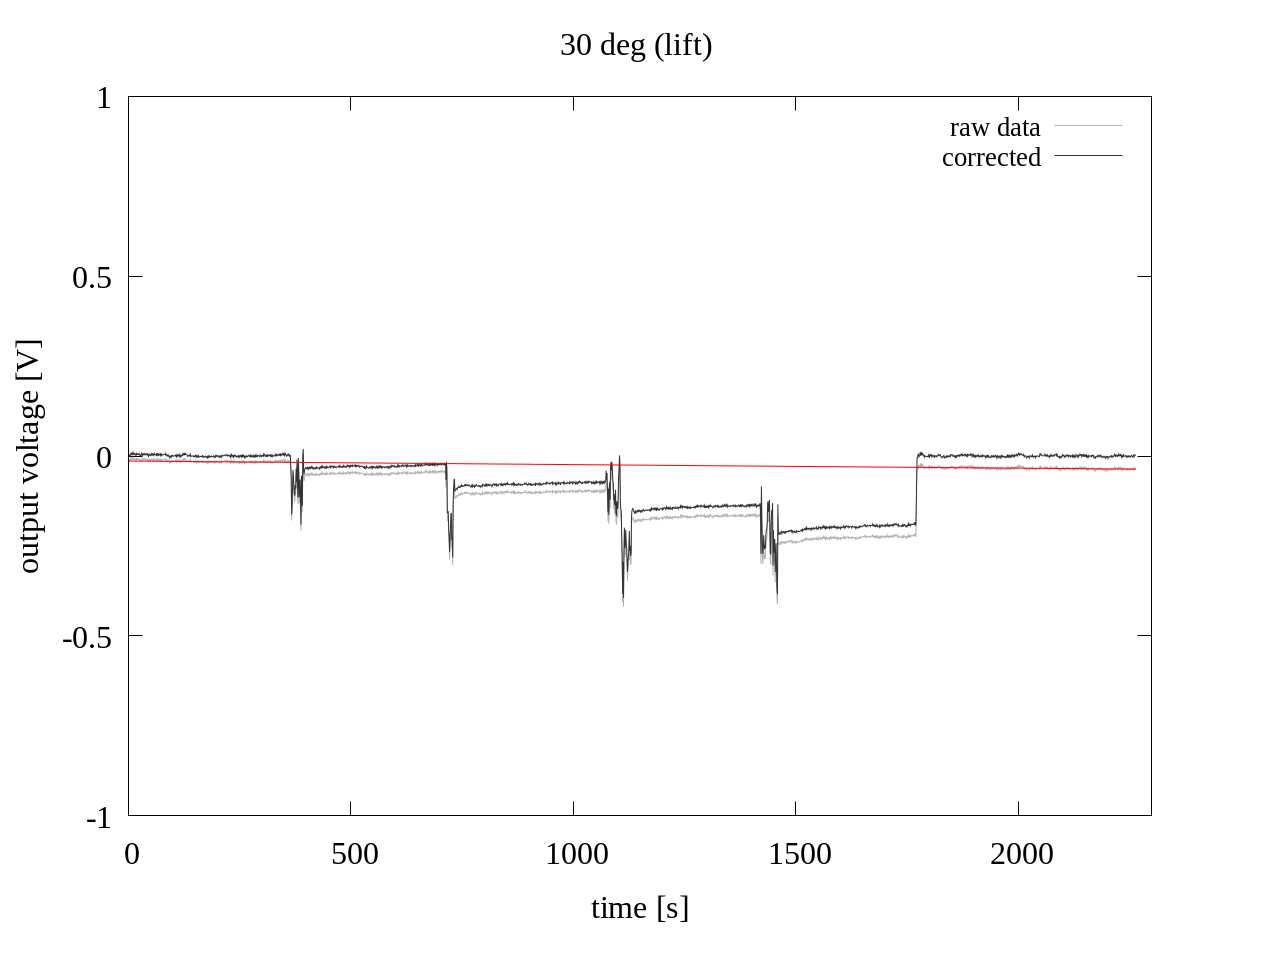 30 deg (lift)
1
raw data
corrected
0.5
0
-0.5
-1
output voltage [V]
0 500 1000 1500 2000
time [s]